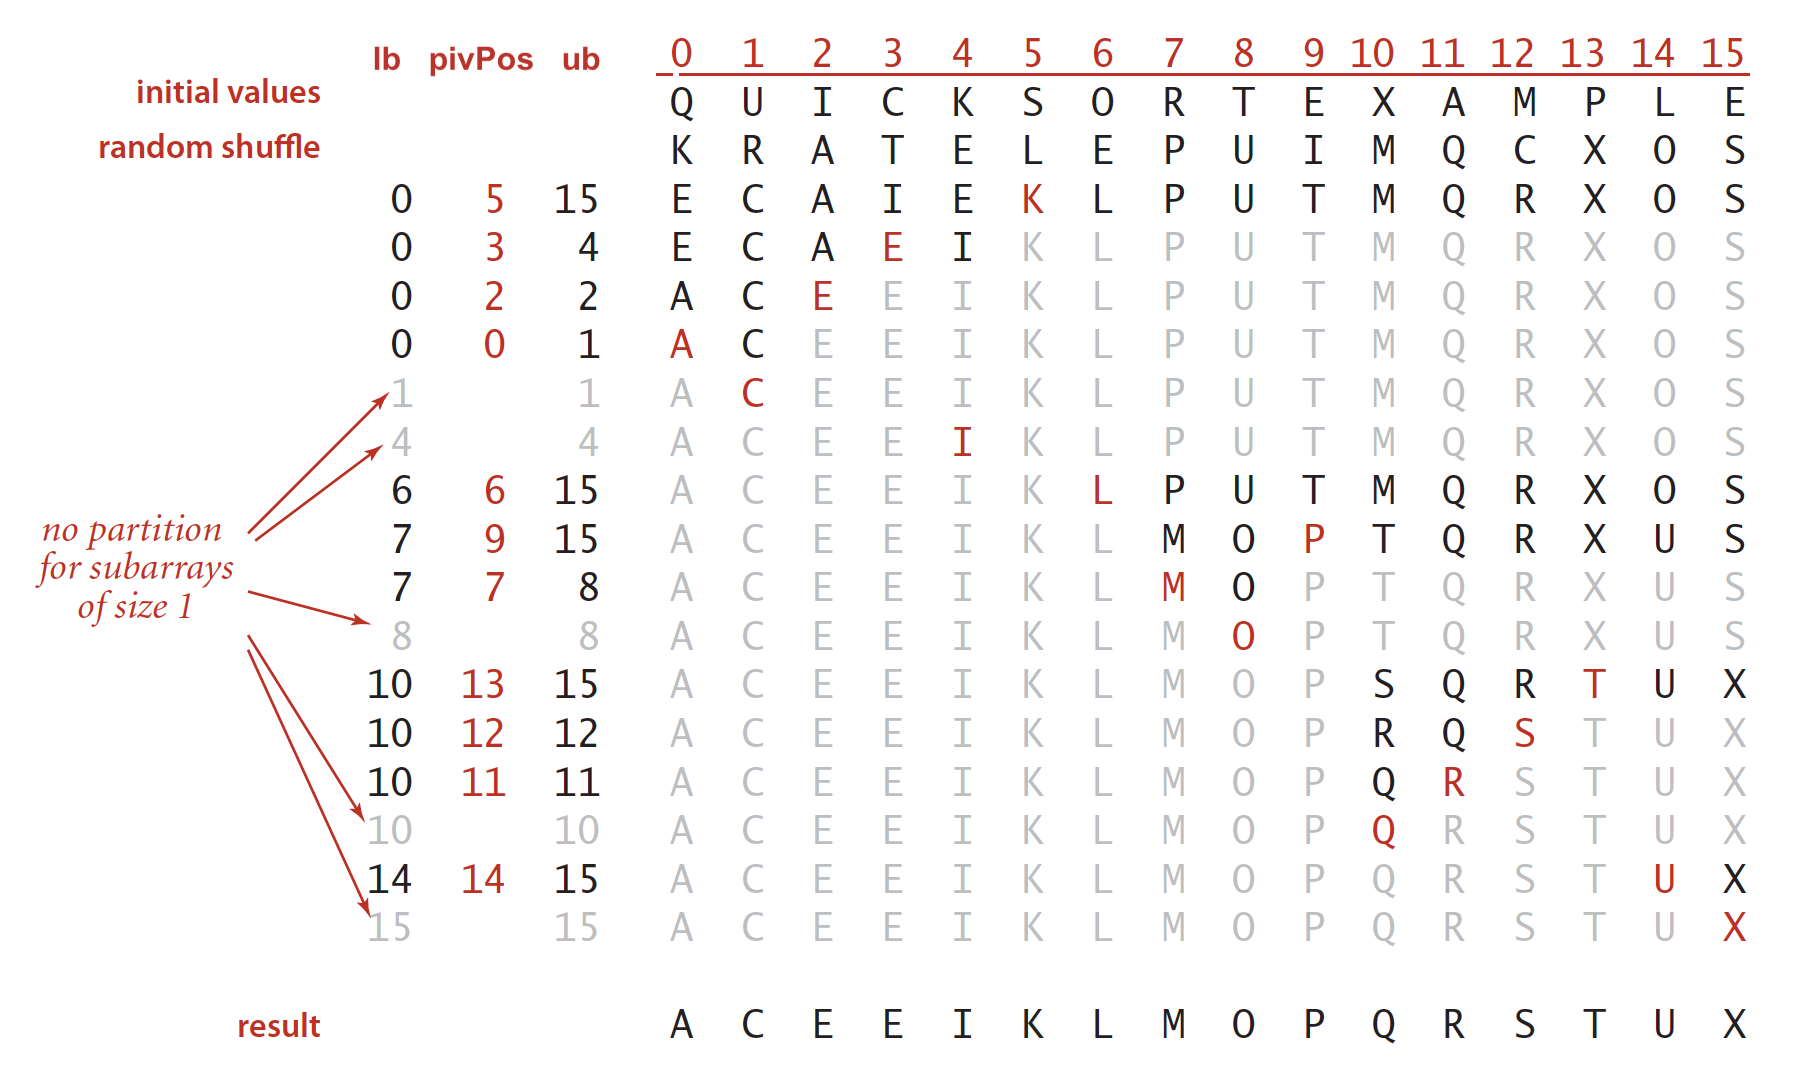 lb pivPos ub 0 1 2 3 4 5 6 7 8 9 10 11 12 13 14 15
initial values Q U I C K S O R T E X A M P L E
random shuffle K R A T E L E P U I M Q C X O S
0 5 15 E C A I E K L P U T M Q R X O S
0 3 4 E C A E I K L P U T M Q R X O S
0 2 2 A C E E I K L P U T M Q R X O S
0 0 1 A C E E I K L P U T M Q R X O S
1 1 A C E E I K L P U T M Q R X O S
4 4 A C E E I K L P U T M Q R X O S
6 6 15 A C E E I K L P U T M Q R X O S
no partition
for subarrays
of size 1
7 9 15 A C E E I K L M O P T Q R X U S
7 7 8 A C E E I K L M O P T Q R X U S
8 8 A C E E I K L M O P T Q R X U S
10 13 15 A C E E I K L M O P S Q R T U X
10 12 12 A C E E I K L M O P R Q S T U X
10 11 11 A C E E I K L M O P Q R S T U X
10 10 A C E E I K L M O P Q R S T U X
14 14 15 A C E E I K L M O P Q R S T U X
15 15 A C E E I K L M O P Q R S T U X
result A C E E I K L M O P Q R S T U X